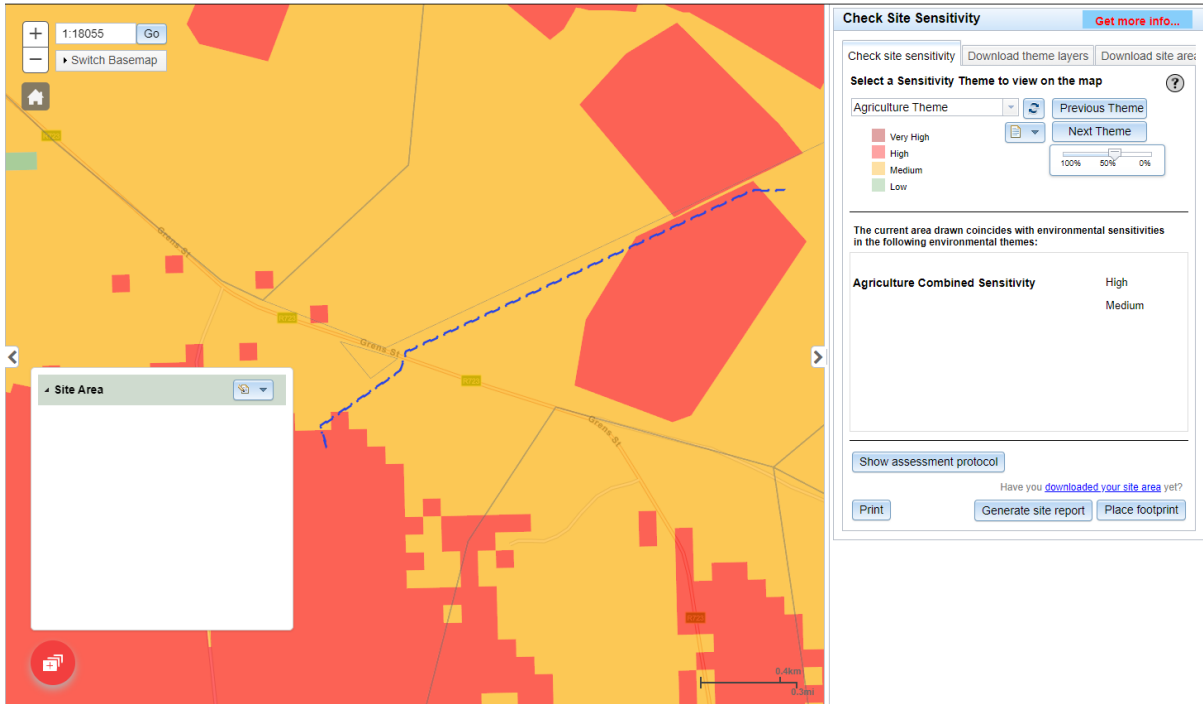 +
1:18055 Go
−
Switch Basemap
Grens St
Grens St
Grens St
Site Area
0.4km
0.3mi
Check Site Sensitivity
Get more info...
Check site sensitivity
Download theme layers
Download site area
Select a Sensitivity Theme to view on the map
?
Agriculture Theme
Previous Theme
Next Theme
Very High
High
Medium
Low
100% 50% 0%
The current area drawn coincides with environmental sensitivities
in the following environmental themes:
Agriculture Combined Sensitivity High
Medium
Show assessment protocol
Have you downloaded your site area yet?
Print
Generate site report
Place footprint